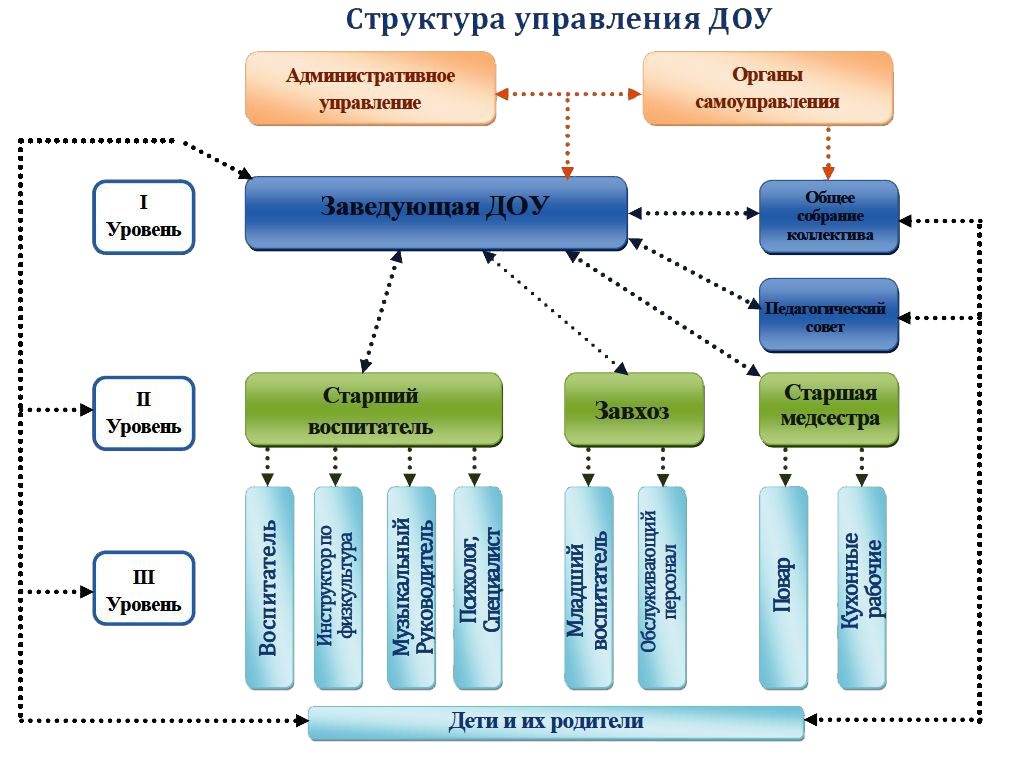 Структура управления ДОУ
Административное
управление
Органы
самоуправления
I
Уровень
Заведующая ДОУ
Общее
собрание
коллектива
Педагогический
совет
II
Уровень
Старший
воспитатель
Завхоз
Старшая
медсестра
III
Уровень
Воспитатель
Инструктор по
физкультура
Музыкальный
Руководитель
Психолог,
Специалист
Младший
воспитатель
Обслуживающий
персонал
Повар
Кухонные
рабочие
Дети и их родители